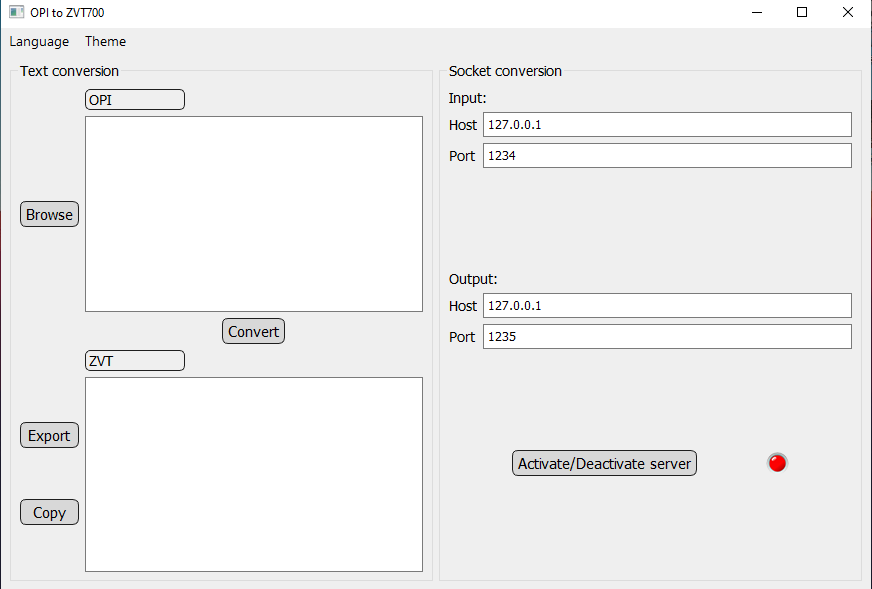 OPI to ZVT700
Language Theme
Text conversion
OPI
Browse
Convert
ZVT
Export
Copy
Socket conversion
Input:
Host 127.0.0.1
Port 1234
Output:
Host 127.0.0.1
Port 1235
Activate/Deactivate server